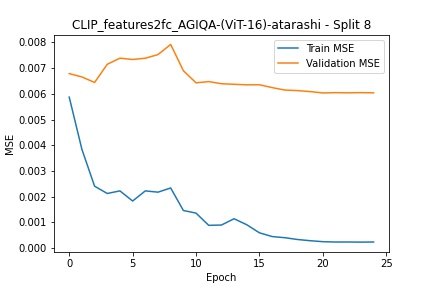 CLIP_features2fc_AGIQA-(ViT-16)-atarashi - Split 8
0.008
0.007
0.006
0.005
0.004
0.003
0.002
0.001
0.000
MSE
Train MSE
Validation MSE
0 5 10 15 20 25
Epoch